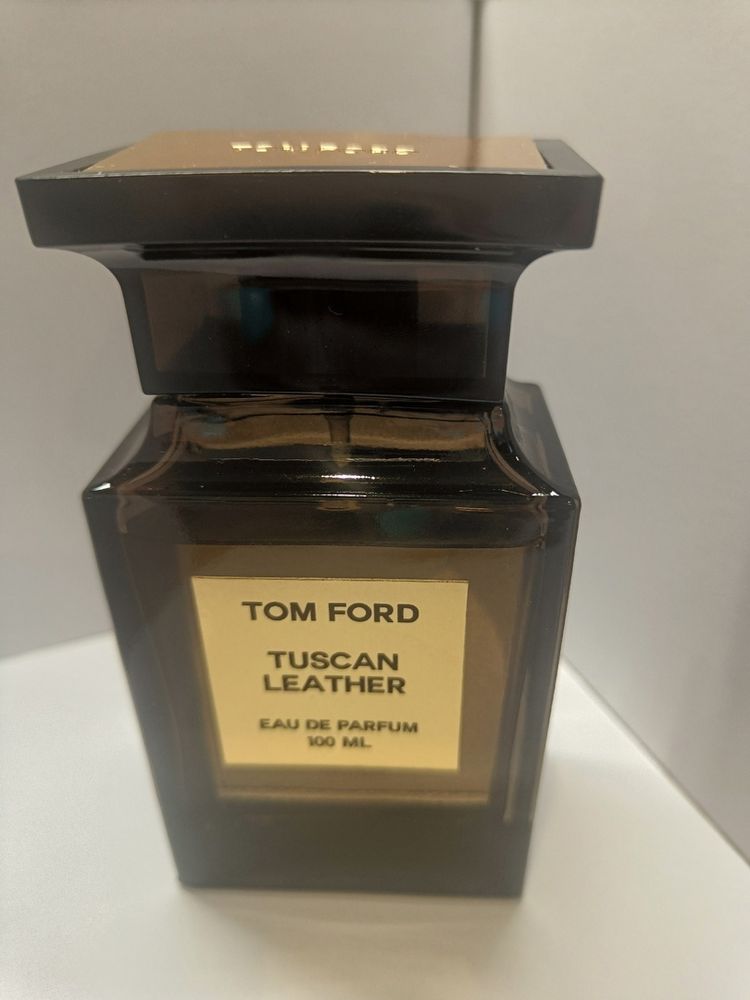 TOM FORD
TUSCAN
LEATHER
EAU DE PARFUM
100 ML